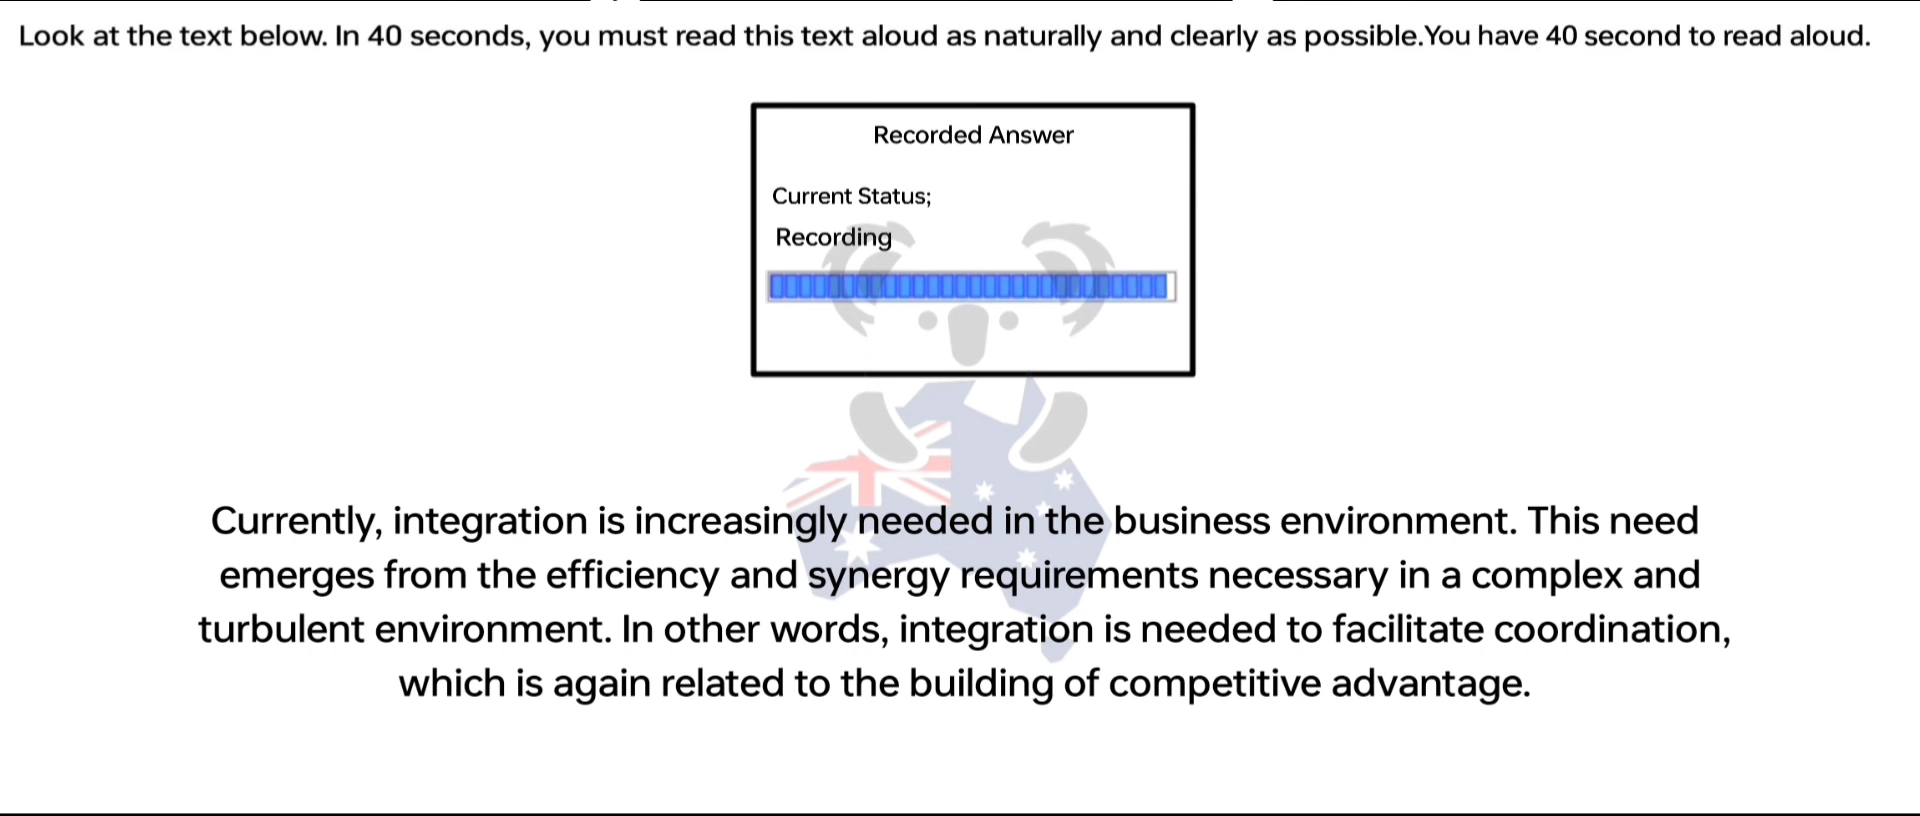 Look at the text below. In 40 seconds, you must read this text aloud as naturally and clearly as possible.You have 40 second to read aloud.
Recorded Answer
Current Status;
Recording
Currently, integration is increasingly needed in the business environment. This need
emerges from the efficiency and synergy requirements necessary in a complex and
turbulent environment. In other words, integration is needed to facilitate coordination,
which is again related to the building of competitive advantage.